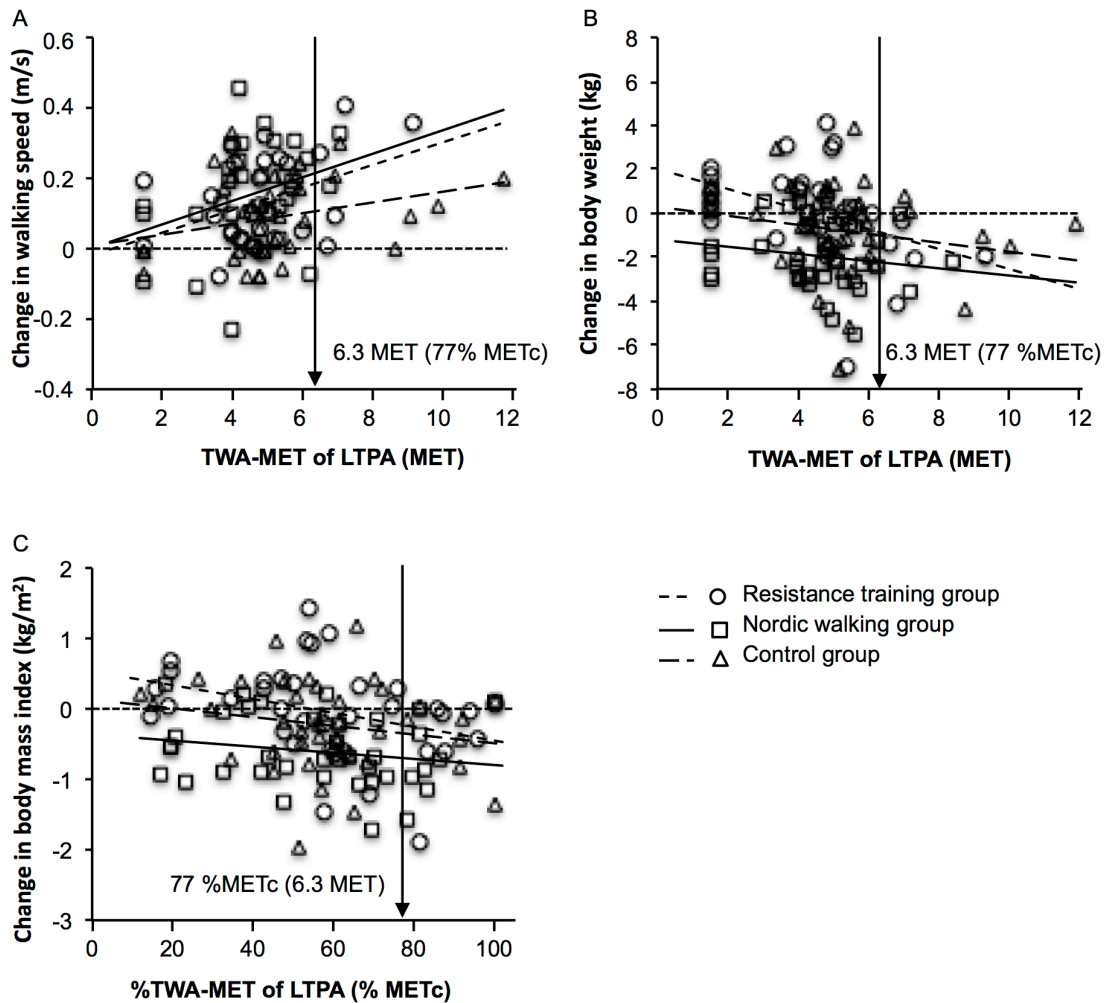 A
Change in walking speed (m/s)
0.6
0.4
0.2
0
-0.2
-0.4
0 2 4 6 8 10 12
6.3 MET (77% METc)
TWA-MET of LTPA (MET)
B
Change in body weight (kg)
8
6
4
2
0
-2
-4
-6
-8
0 2 4 6 8 10 12
6.3 MET (77 %METc)
TWA-MET of LTPA (MET)
C
Change in body mass index (kg/m²)
2
1
0
-1
-2
-3
0 20 40 60 80 100
77 %METc (6.3 MET)
%TWA-MET of LTPA (% METc)
Resistance training group
Nordic walking group
Control group